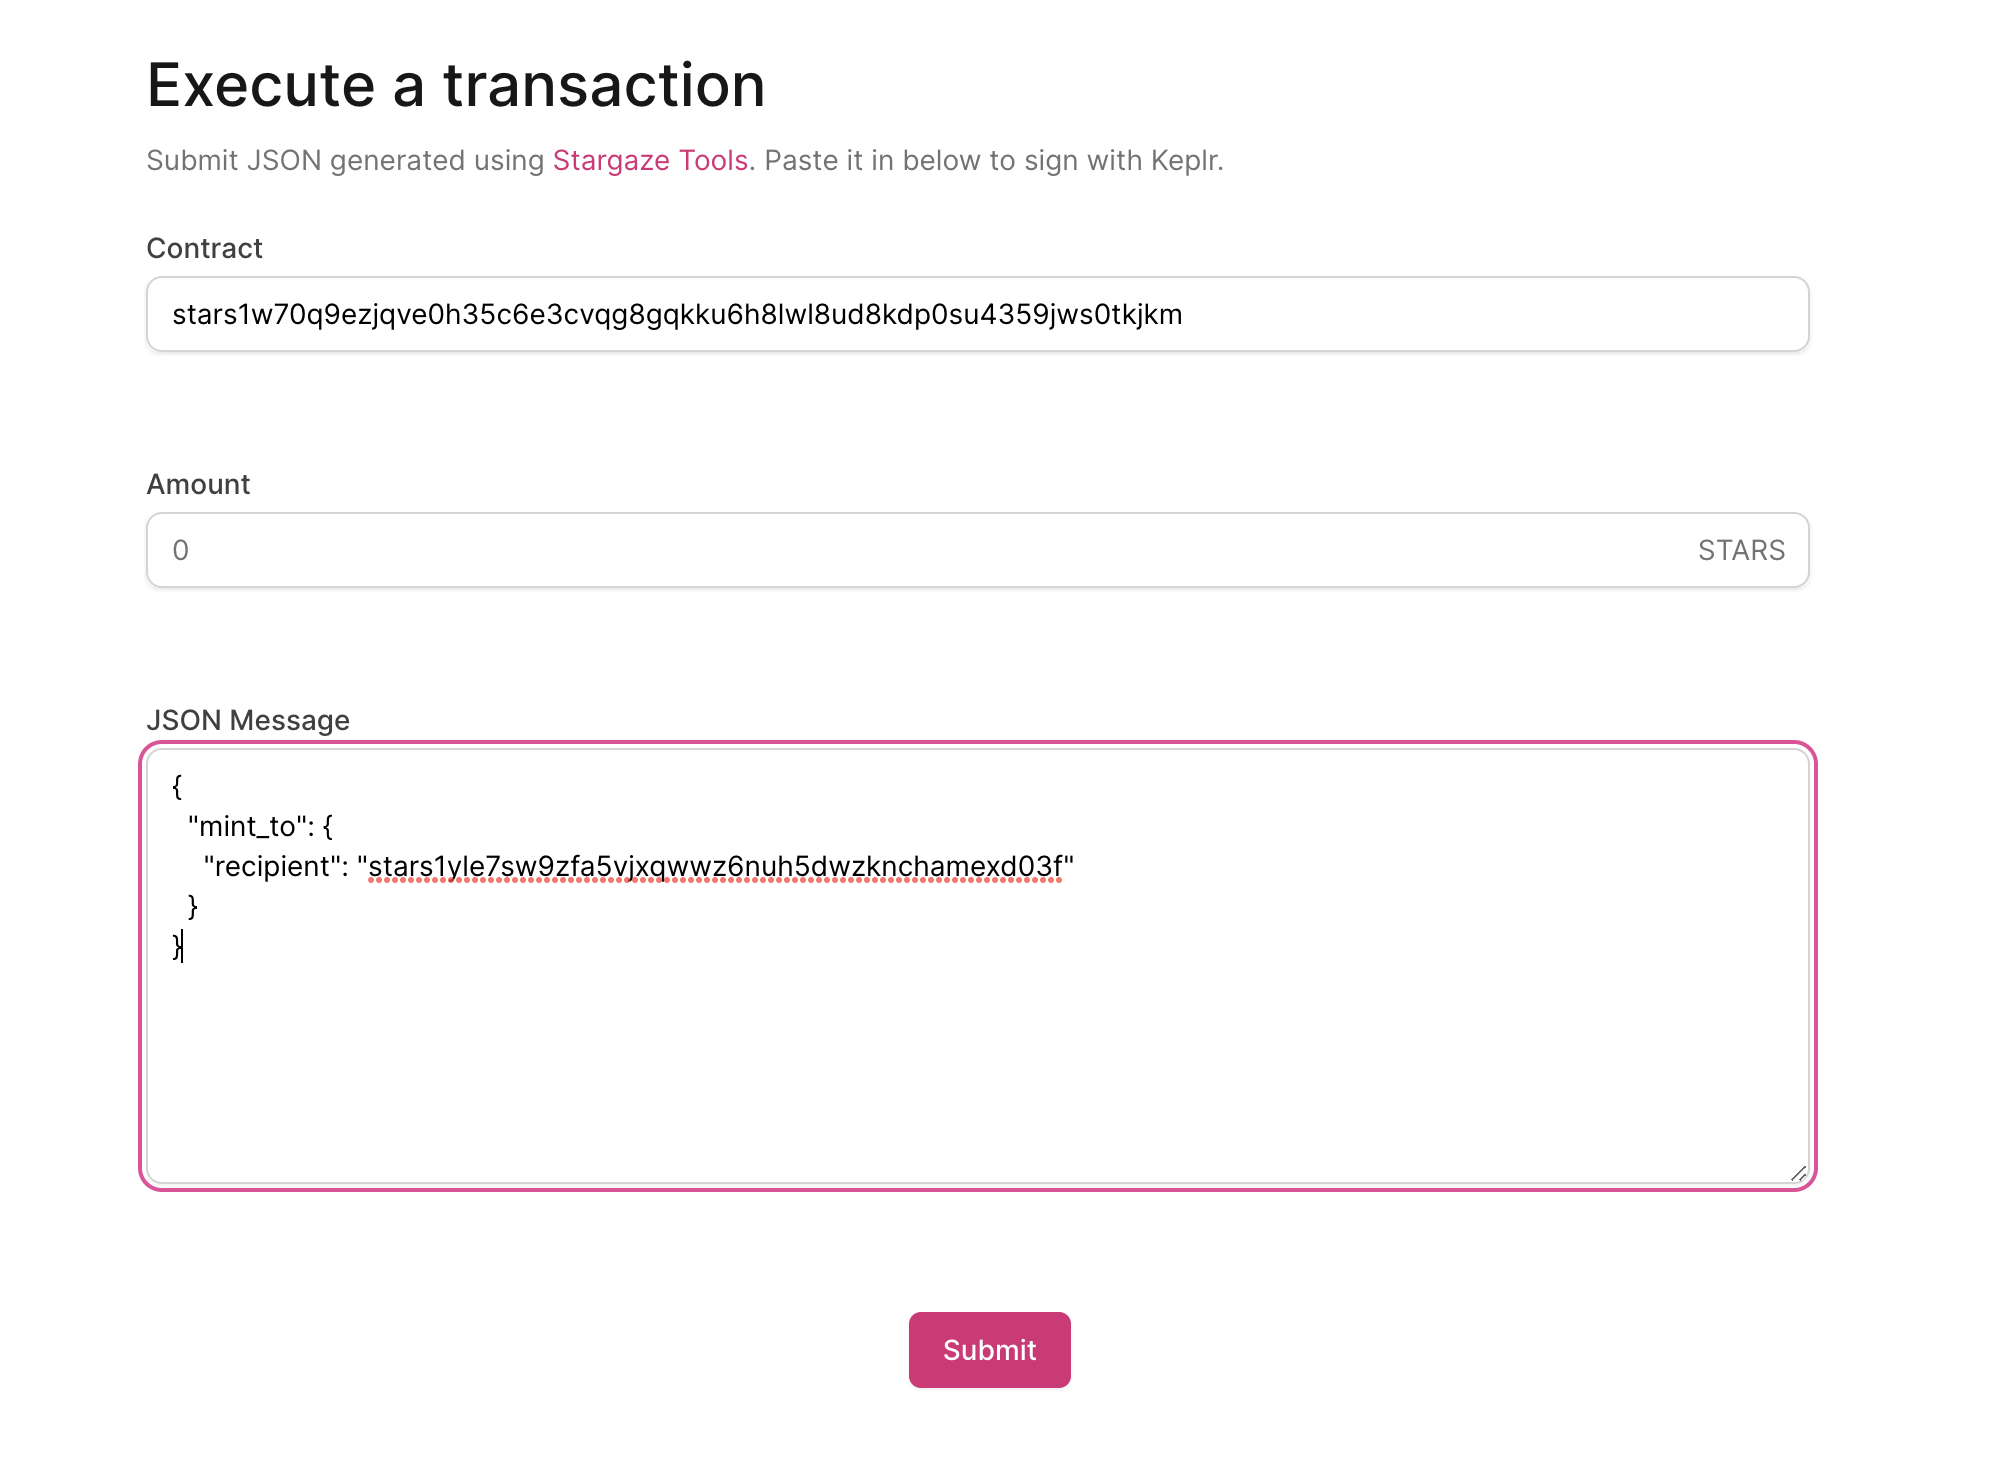 Execute a transaction
Submit JSON generated using Stargaze Tools. Paste it in below to sign with Keplr.
Contract
stars1w70q9ezjqve0h35c6e3cvqg8gqkku6h8lwl8ud8kdp0su4359jws0tkjkm
Amount
0 STARS
JSON Message
{
"mint_to": {
"recipient": "stars1yle7sw9zfa5vjxqwwz6nuh5dwzknchamexd03f"
}
}
Submit